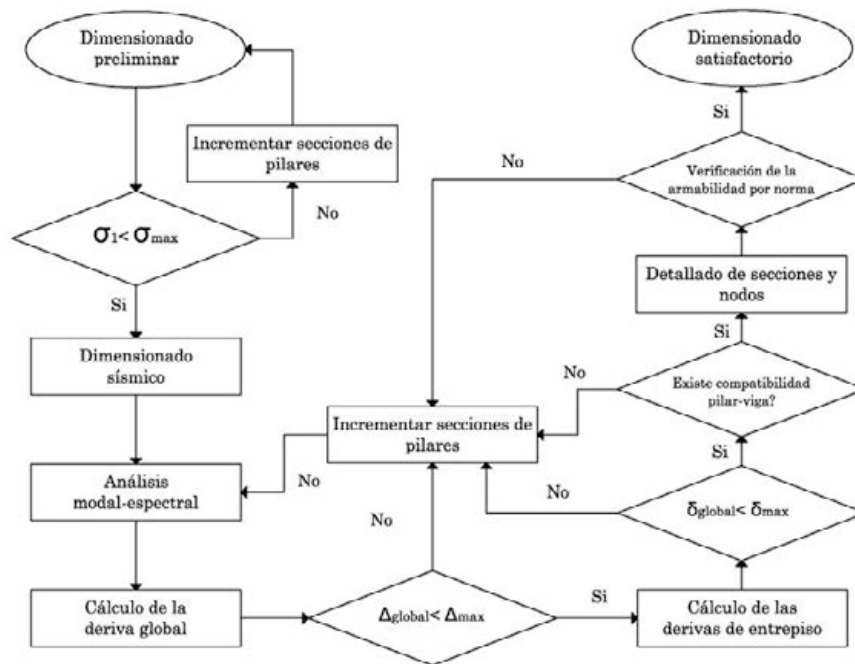 Dimensionado
preliminar
Incrementar secciones de
pilares
No
σ1< σmax
Si
Dimensionado
sísmico
Análisis
modal-espectral
Cálculo de la
deriva global
Δglobal< Δmax
No
Si
Cálculo de las
derivas de entrepiso
δglobal< δmax
No
Si
Existe compatibilidad
pilar-viga?
No
Si
Detallado de secciones y
nodos
Verificación de la
armabilidad por norma
No
Si
Dimensionado
satisfactorio
Incrementar secciones de
pilares
No